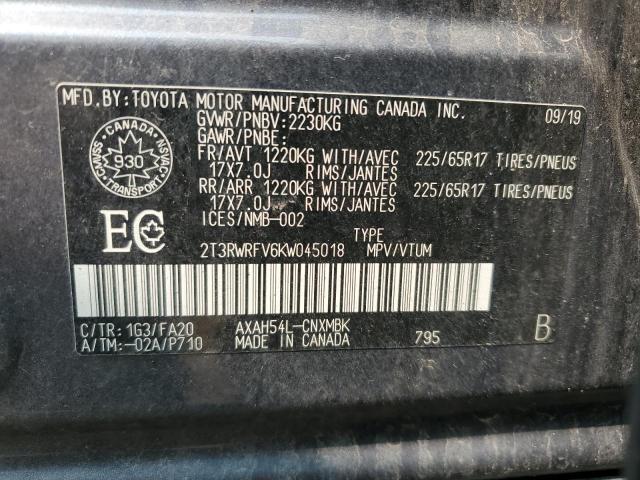 MFD. BY: TOYOTA MOTOR MANUFACTURING CANADA INC. 09/19
GVWR/PNBV: 2230KG
GAWR/PNBE:
FR/AVT 1220KG WITH/AVEC 225/65R17 TIRES/PNEUS
17X7.0J RIMS/JANTES
RR/ARR 1220KG WITH/AVEC 225/65R17 TIRES/PNEUS
17X7.0J RIMS/JANTES
ICES/NMB-002
CANADA
CMVSS 930 NSVAC
TRANSPORT
EC
TYPE
2T3RWRFV6KW045018 MPV/VTUM
C/TR: 1G3/FA20 AXAH54L-CNXMBK
A/TM:-02A/P710 MADE IN CANADA 795 B